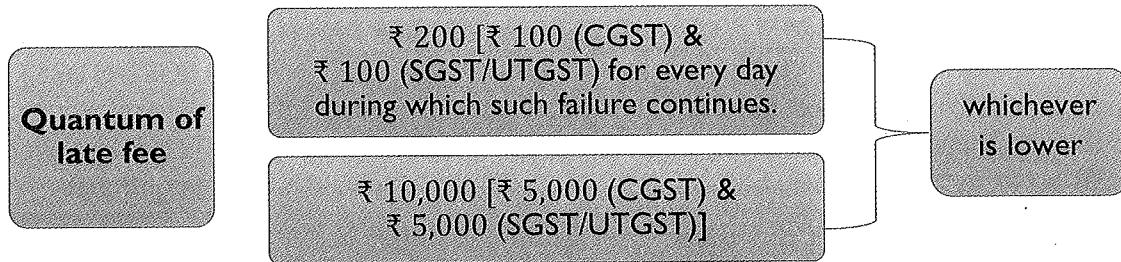 Quantum of
late fee
₹ 200 [₹ 100 (CGST) &
₹ 100 (SGST/UTGST) for every day
during which such failure continues.
₹ 10,000 [₹ 5,000 (CGST) &
₹ 5,000 (SGST/UTGST)]
whichever
is lower